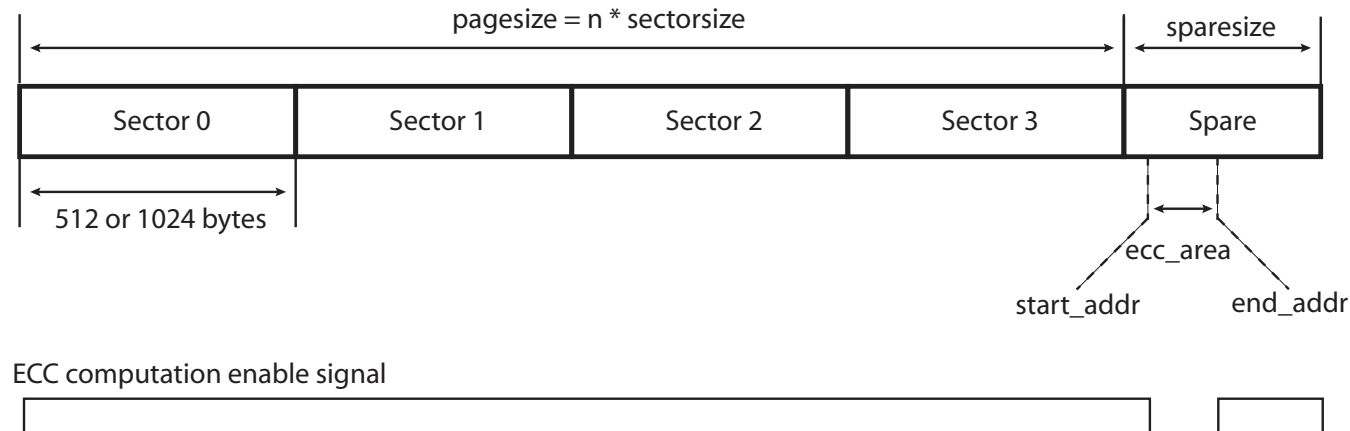 pagesize = n * sectorsize
sparesize
Sector 0
Sector 1
Sector 2
Sector 3
Spare
512 or 1024 bytes
ecc_area
start_addr
end_addr
ECC computation enable signal